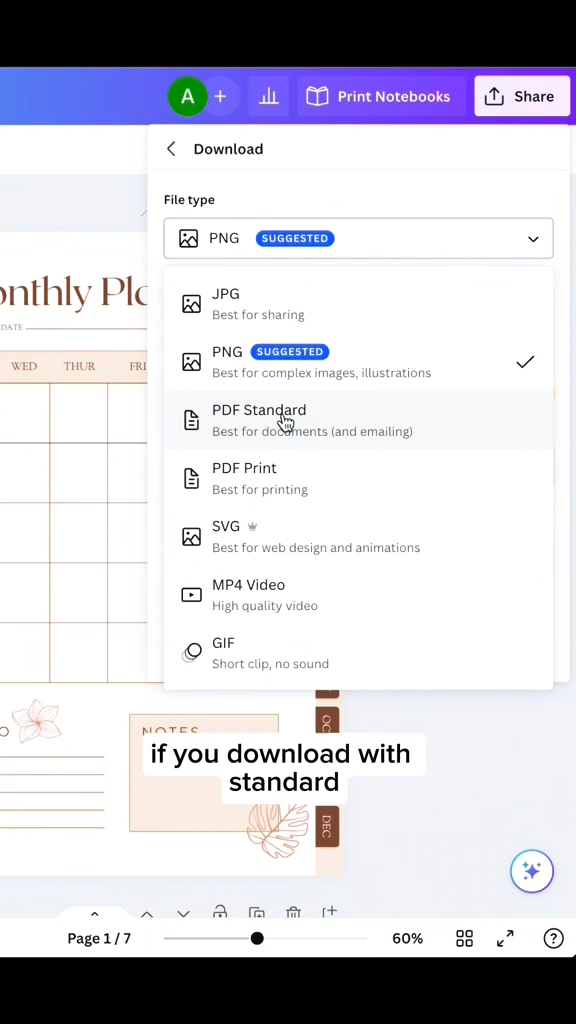 A
Print Notebooks
Share
Download
File type
PNG SUGGESTED
JPG
Best for sharing
PNG SUGGESTED
Best for complex images, illustrations
PDF Standard
Best for documents (and emailing)
PDF Print
Best for printing
SVG
Best for web design and animations
MP4 Video
High quality video
GIF
Short clip, no sound
onthly Pl
DATE
WED THUR FRI
O
NOTES
OC
DEC
if you download with
standard
Page 1 / 7
60%
?